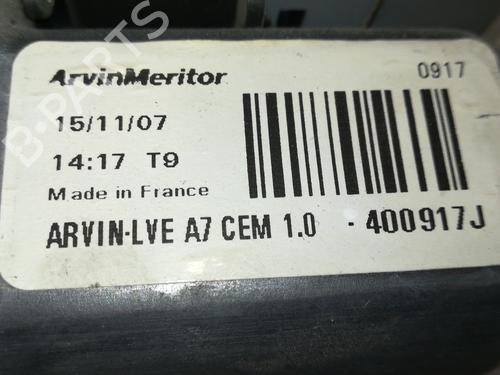 ArvinMeritor
0917
15/11/07
14:17 T9
Made in France
ARVIN-LVE A7 CEM 1.0 - 400917J
B-PARTS